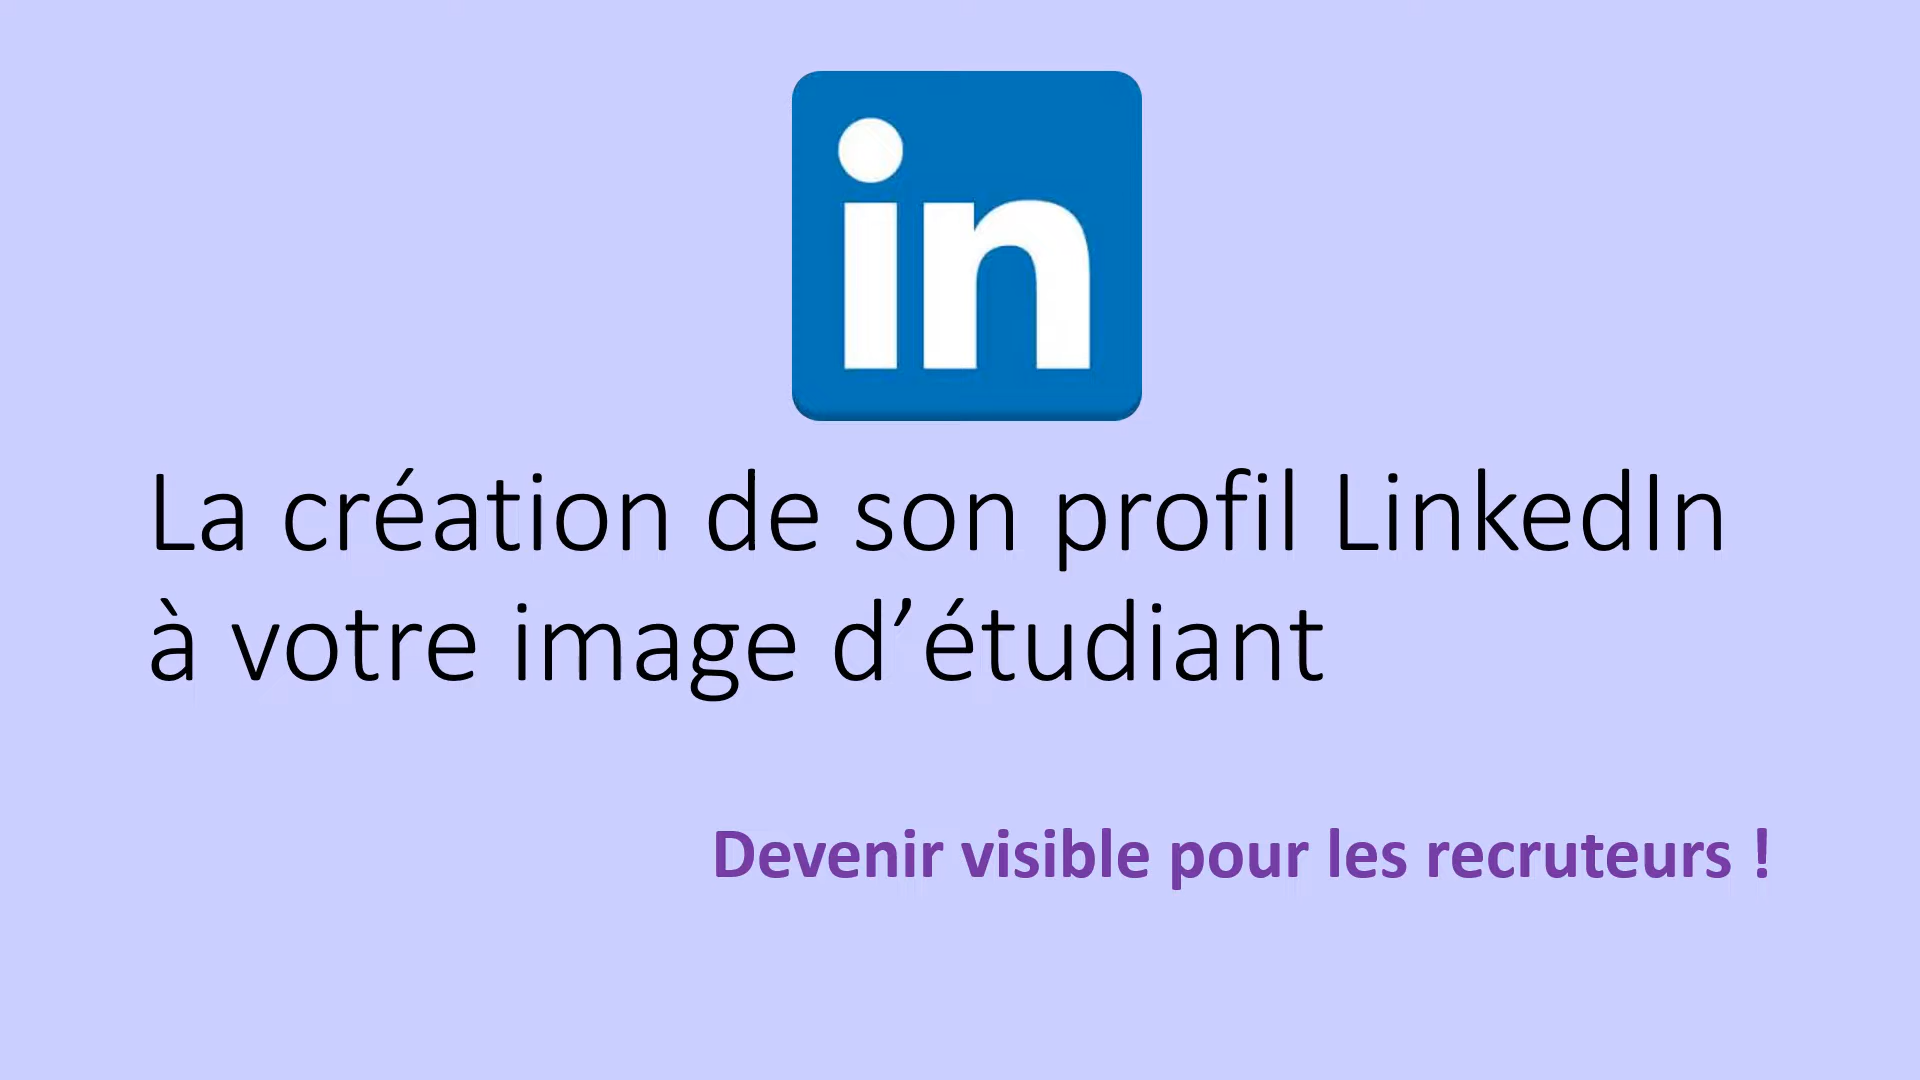 in
La création de son profil LinkedIn
à votre image d’étudiant
Devenir visible pour les recruteurs !